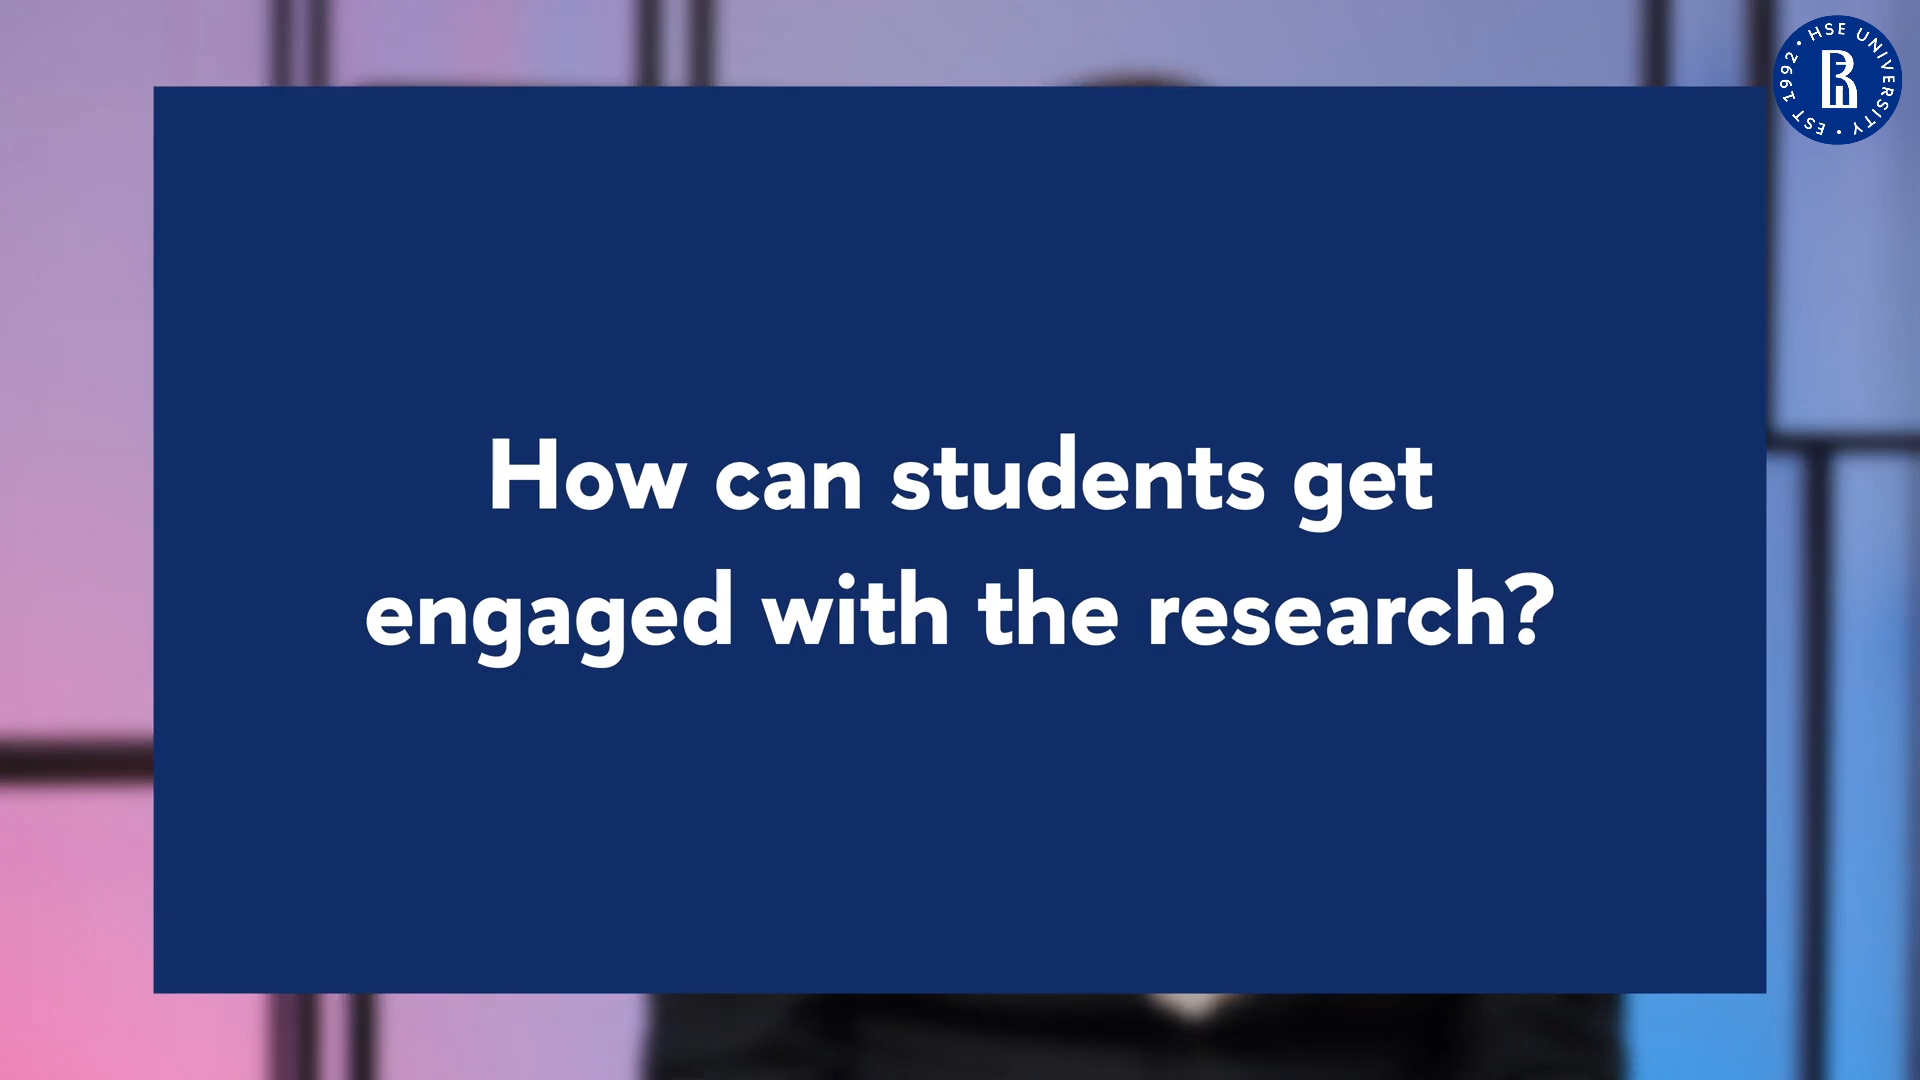 HSE UNIVERSITY • EST 1992 •
How can students get
engaged with the research?